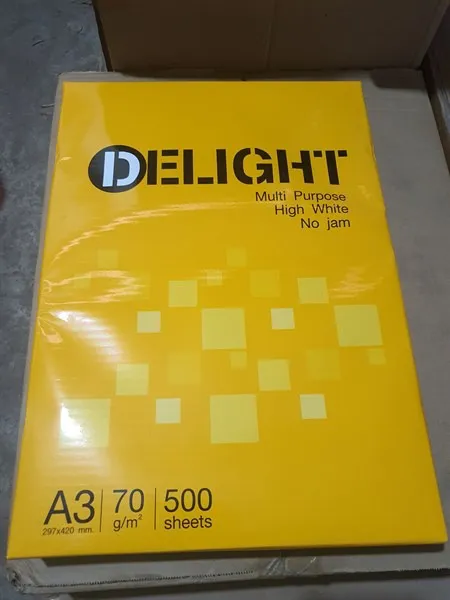 DELIGHT
Multi Purpose
High White
No jam
A3 70 500
g/m² sheets
297x420 mm.